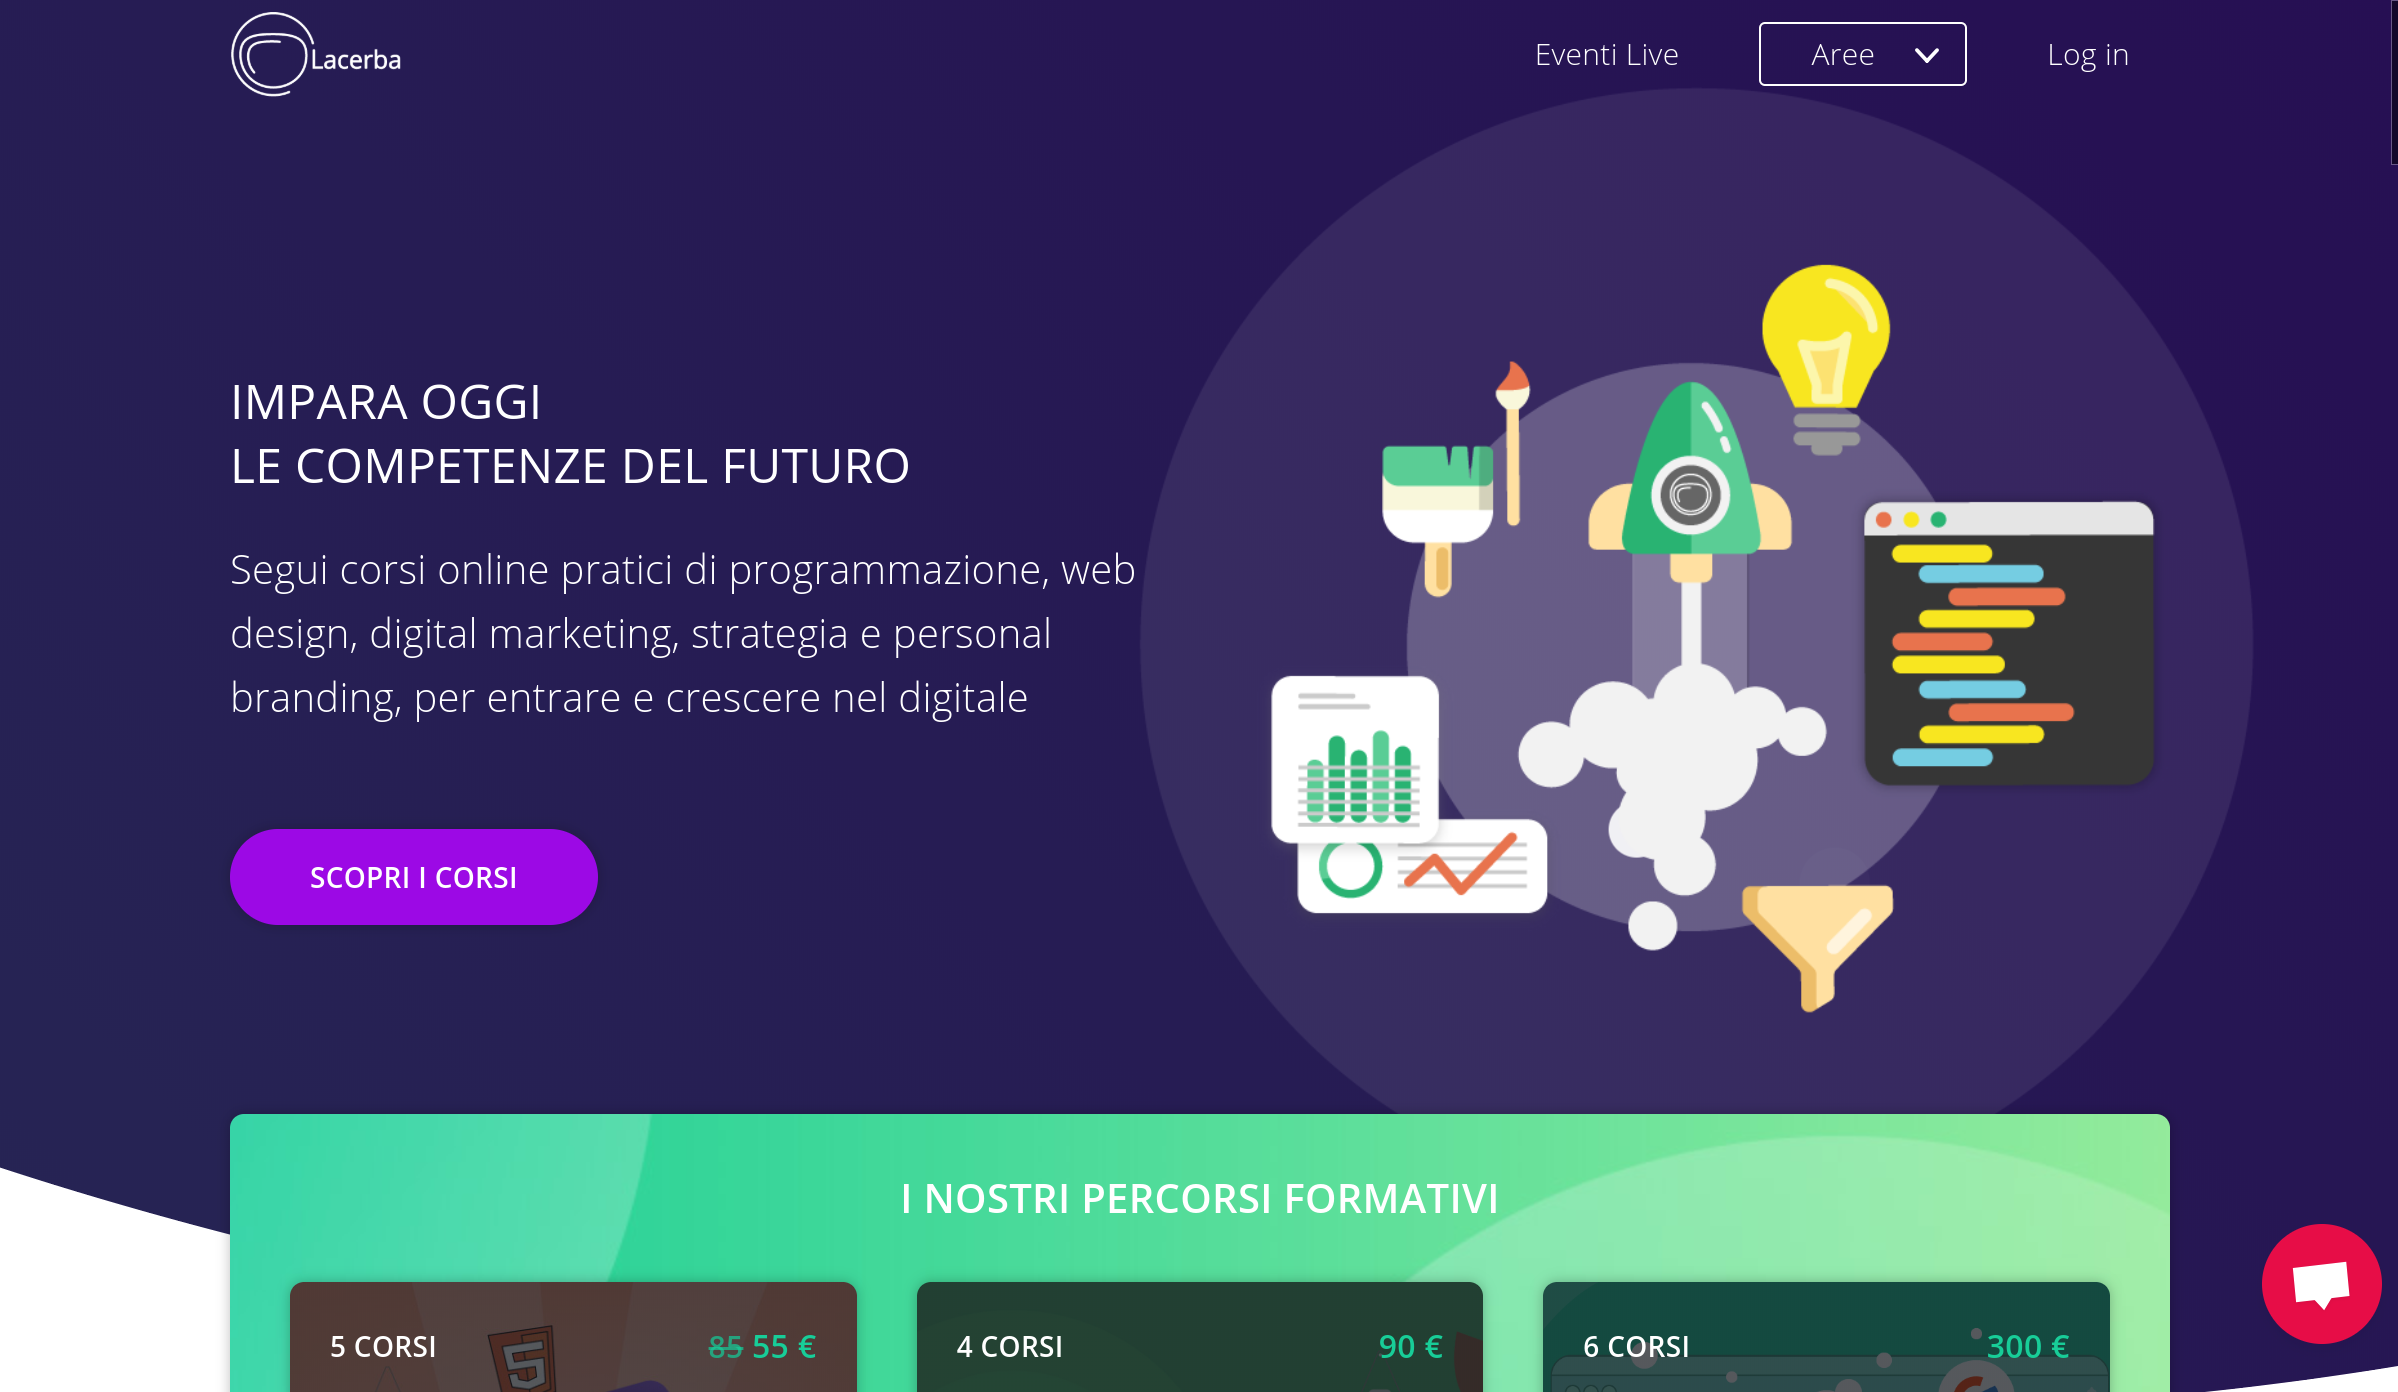 Lacerba
Eventi Live
Aree
Log in
IMPARA OGGI
LE COMPETENZE DEL FUTURO
Segui corsi online pratici di programmazione, web
design, digital marketing, strategia e personal
branding, per entrare e crescere nel digitale
SCOPRI I CORSI
I NOSTRI PERCORSI FORMATIVI
5 CORSI
85 55 €
4 CORSI
90 €
6 CORSI
300 €